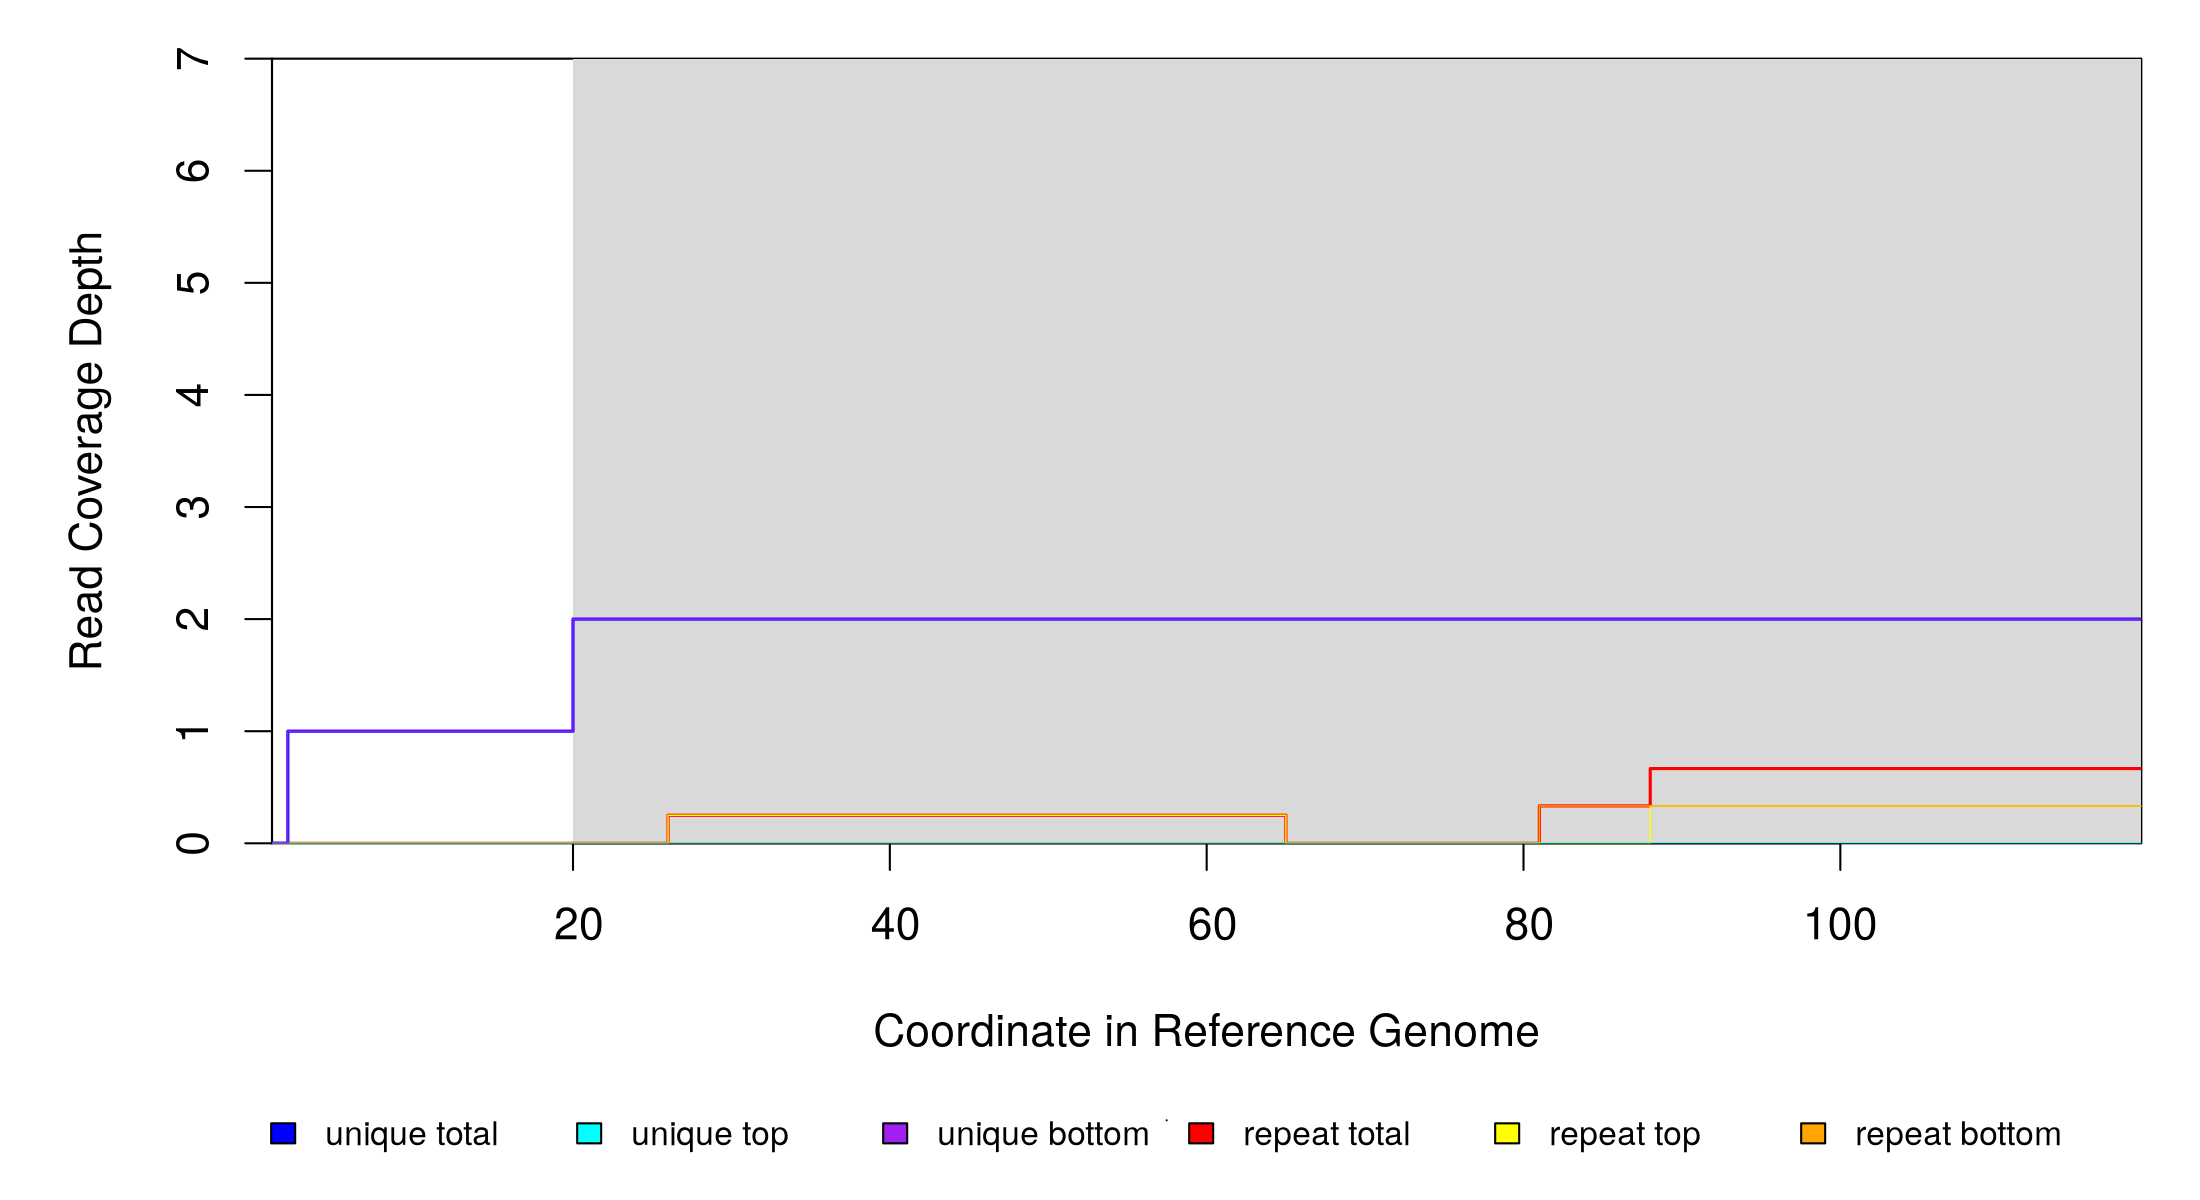 Read Coverage Depth
7
6
5
4
3
2
1
0
20 40 60 80 100
Coordinate in Reference Genome
unique total unique top unique bottom repeat total repeat top repeat bottom